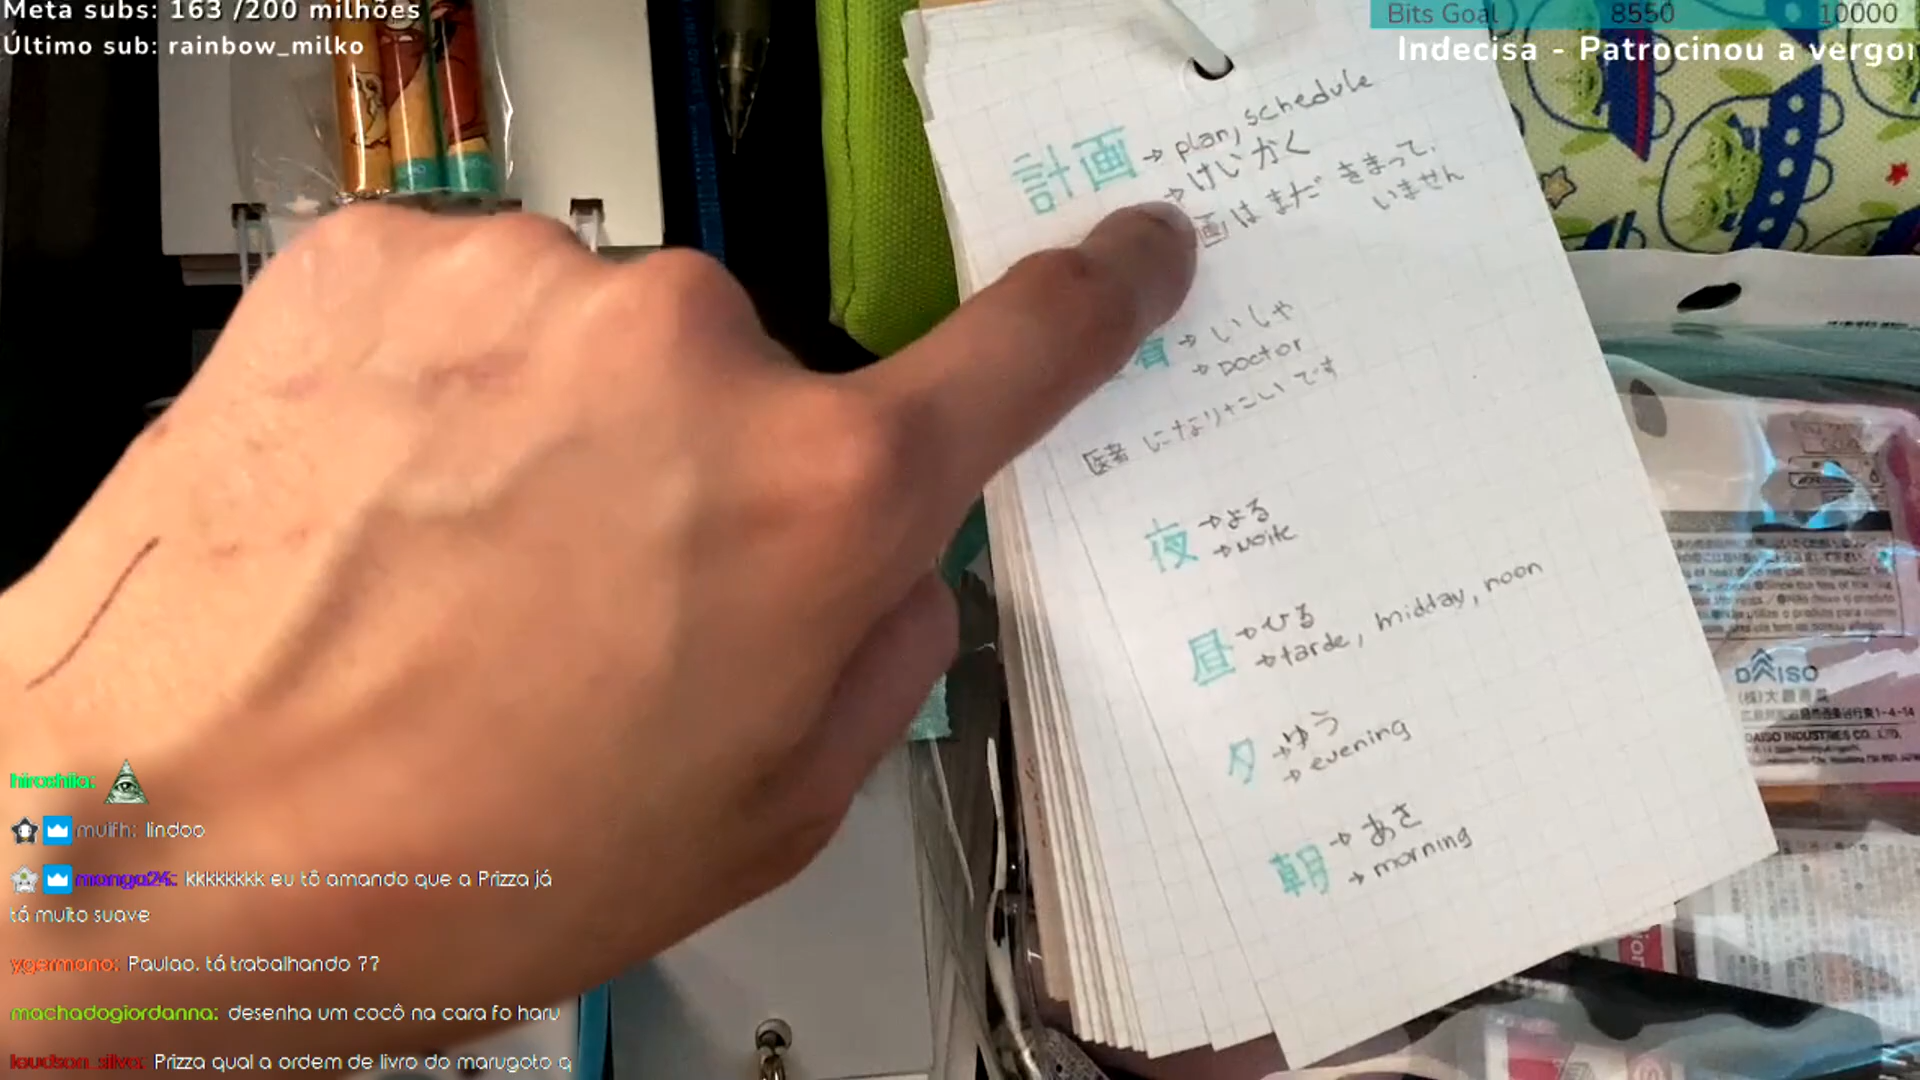 Meta subs: 163 /200 milhões
Último sub: rainbow_milko
Bits Goal 8550 10000
Indecisa - Patrocinou a vergon
計画 → plan, schedule
→ けいかく
画はまだ きまって、
いません
者 → いしゃ
→ Doctor
医者 になりたいです
夜 → よる
→ noite
昼 → ひる
→ tarde, midday, noon
夕 → ゆう
→ evening
朝 → あさ
→ morning
DAISO
DAISO INDUSTRIES CO. LTD.
hiroshila:
muifh: lindoo
manga24: kkkkkkkk eu tô amando que a Prizza já
tá muito suave
ygermano: Paulao. tá trabalhando ??
machadogiordanna: desenha um cocô na cara fo haru
leudson_silva: Prizza qual a ordem de livro do marugoto q